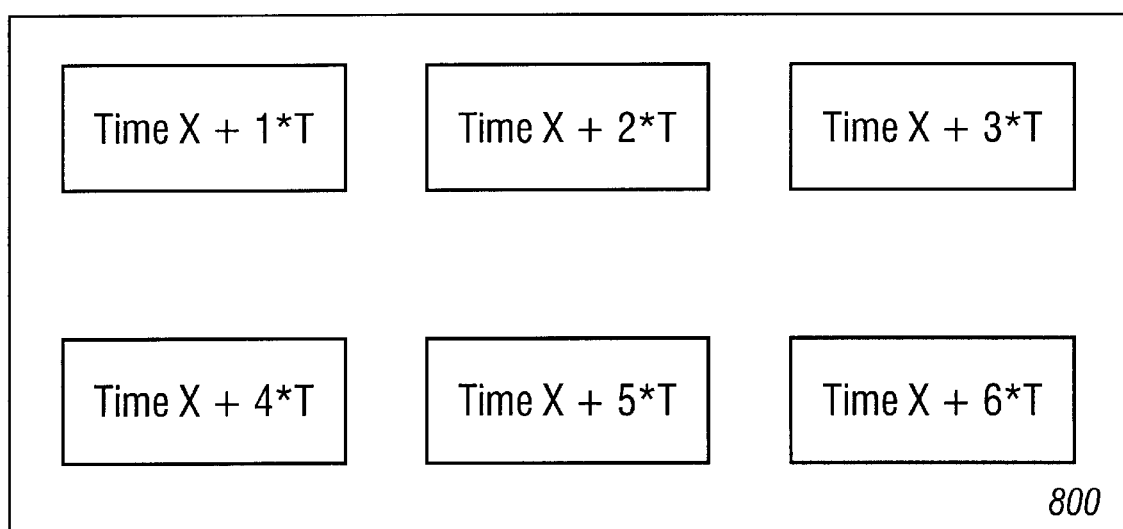 Time X + 1*T
Time X + 2*T
Time X + 3*T
Time X + 4*T
Time X + 5*T
Time X + 6*T
800